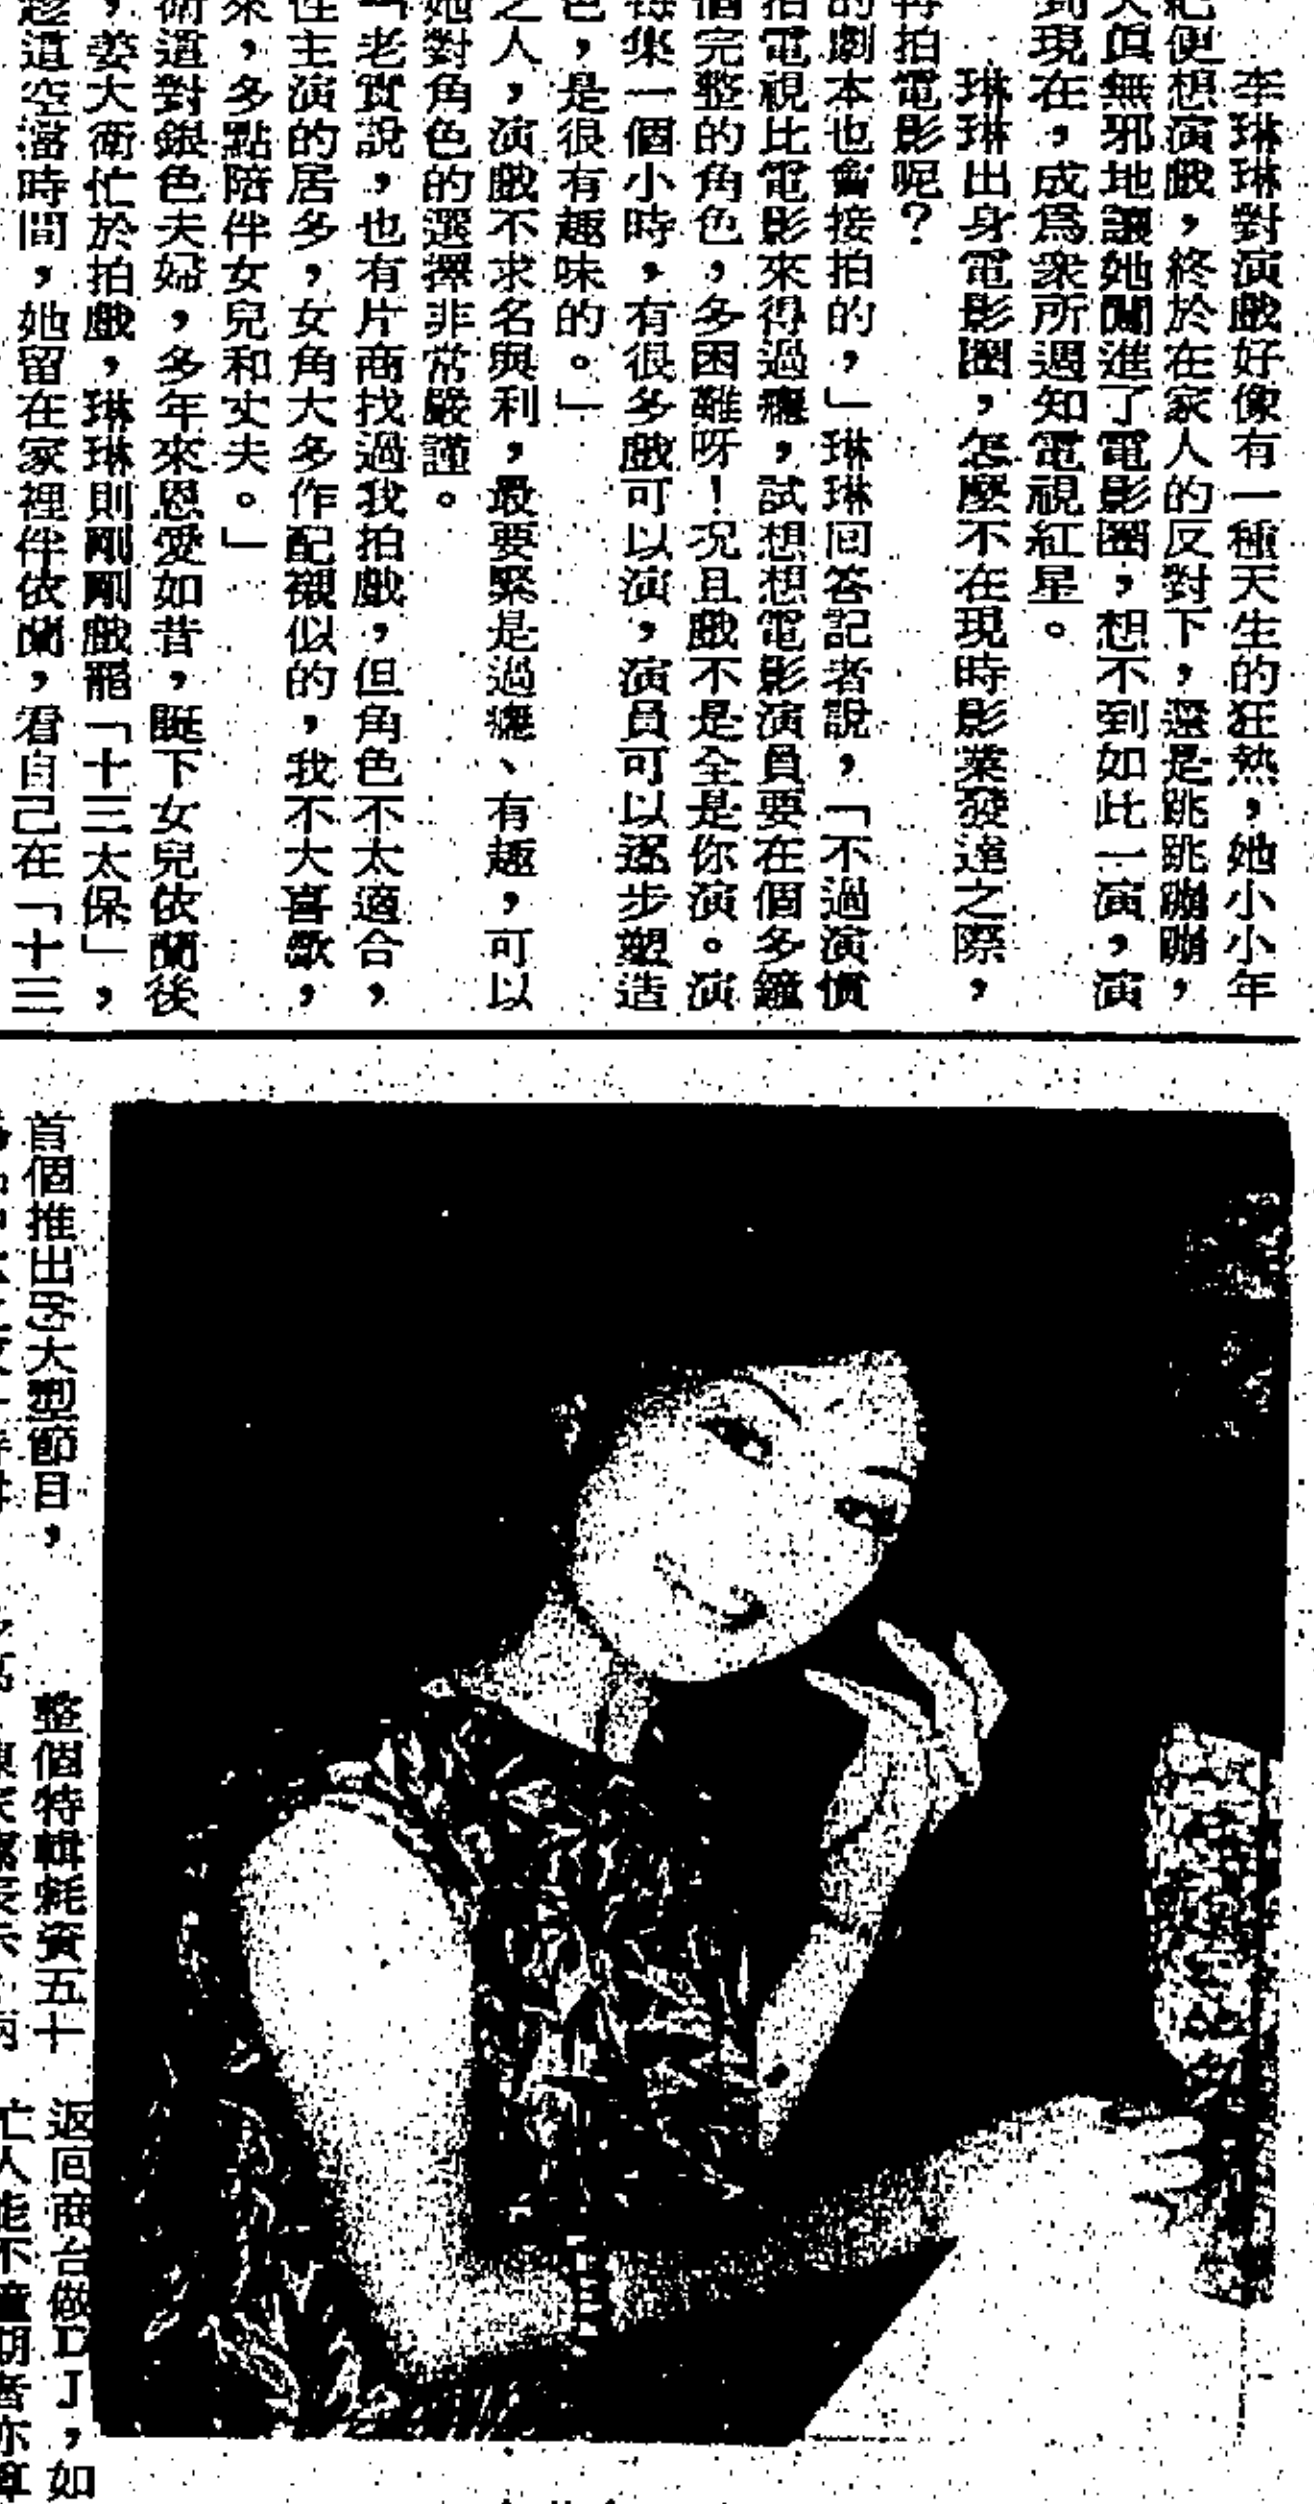 李琳琳對演戲好像有一種天生的狂熱，她小小年
紀便想演戲，終於在家人的反對下，還是跳跳蹦蹦，
天眞無邪地讓她闖進了電影圈，想不到如此一演，演
到現在，成爲衆所週知電視紅星。
琳琳出身電影圈，怎麼不在現時影業發達之際，
再拍電影呢？
的劇本也會接拍的，」琳琳回答記者說，「不過演慣
拍電視比電影來得過癮，試想想電影演員要在個多鐘
個完整的角色，多困難呀！況且戲不是全是你演。演
每集一個小時，有很多戲可以演，演員可以逐步塑造
色，是很有趣味的。」
之人，演戲不求名與利，最要緊是過癮、有趣，可以
她對角色的選擇非常嚴謹。
「老實說，也有片商找過我拍戲，但角色不太適合，
性主演的居多，女角大多作配襯似的，我不大喜歡，
來，多點陪伴女兒和丈夫。」
術道對銀色夫婦，多年來恩愛如昔，誕下女兒依蘭後
，姜大衛忙於拍戲，琳琳則剛剛戲罷「十三太保」，
趁這空檔時間，她留在家裡伴依蘭，看自己在「十三
首個推出大型節目，
整個特輯耗資五十
返回商台做DJ，如